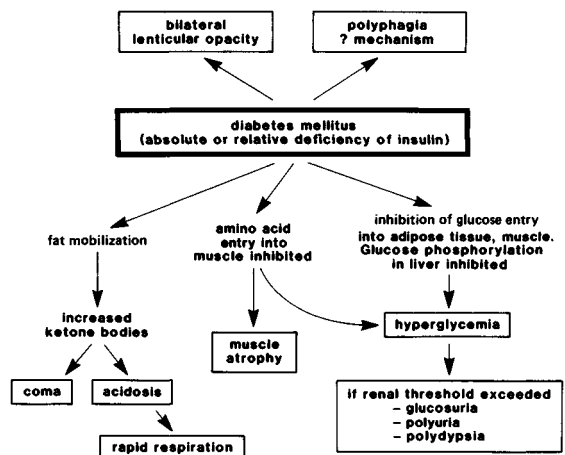 bilateral
lenticular opacity
polyphagia
? mechanism
diabetes mellitus
(absolute or relative deficiency of insulin)
fat mobilization
amino acid
entry into
muscle inhibited
inhibition of glucose entry
into adipose tissue, muscle.
Glucose phosphorylation
in liver inhibited
increased
ketone bodies
muscle
atrophy
hyperglycemia
coma
acidosis
rapid respiration
if renal threshold exceeded
– glucosuria
– polyuria
– polydypsia